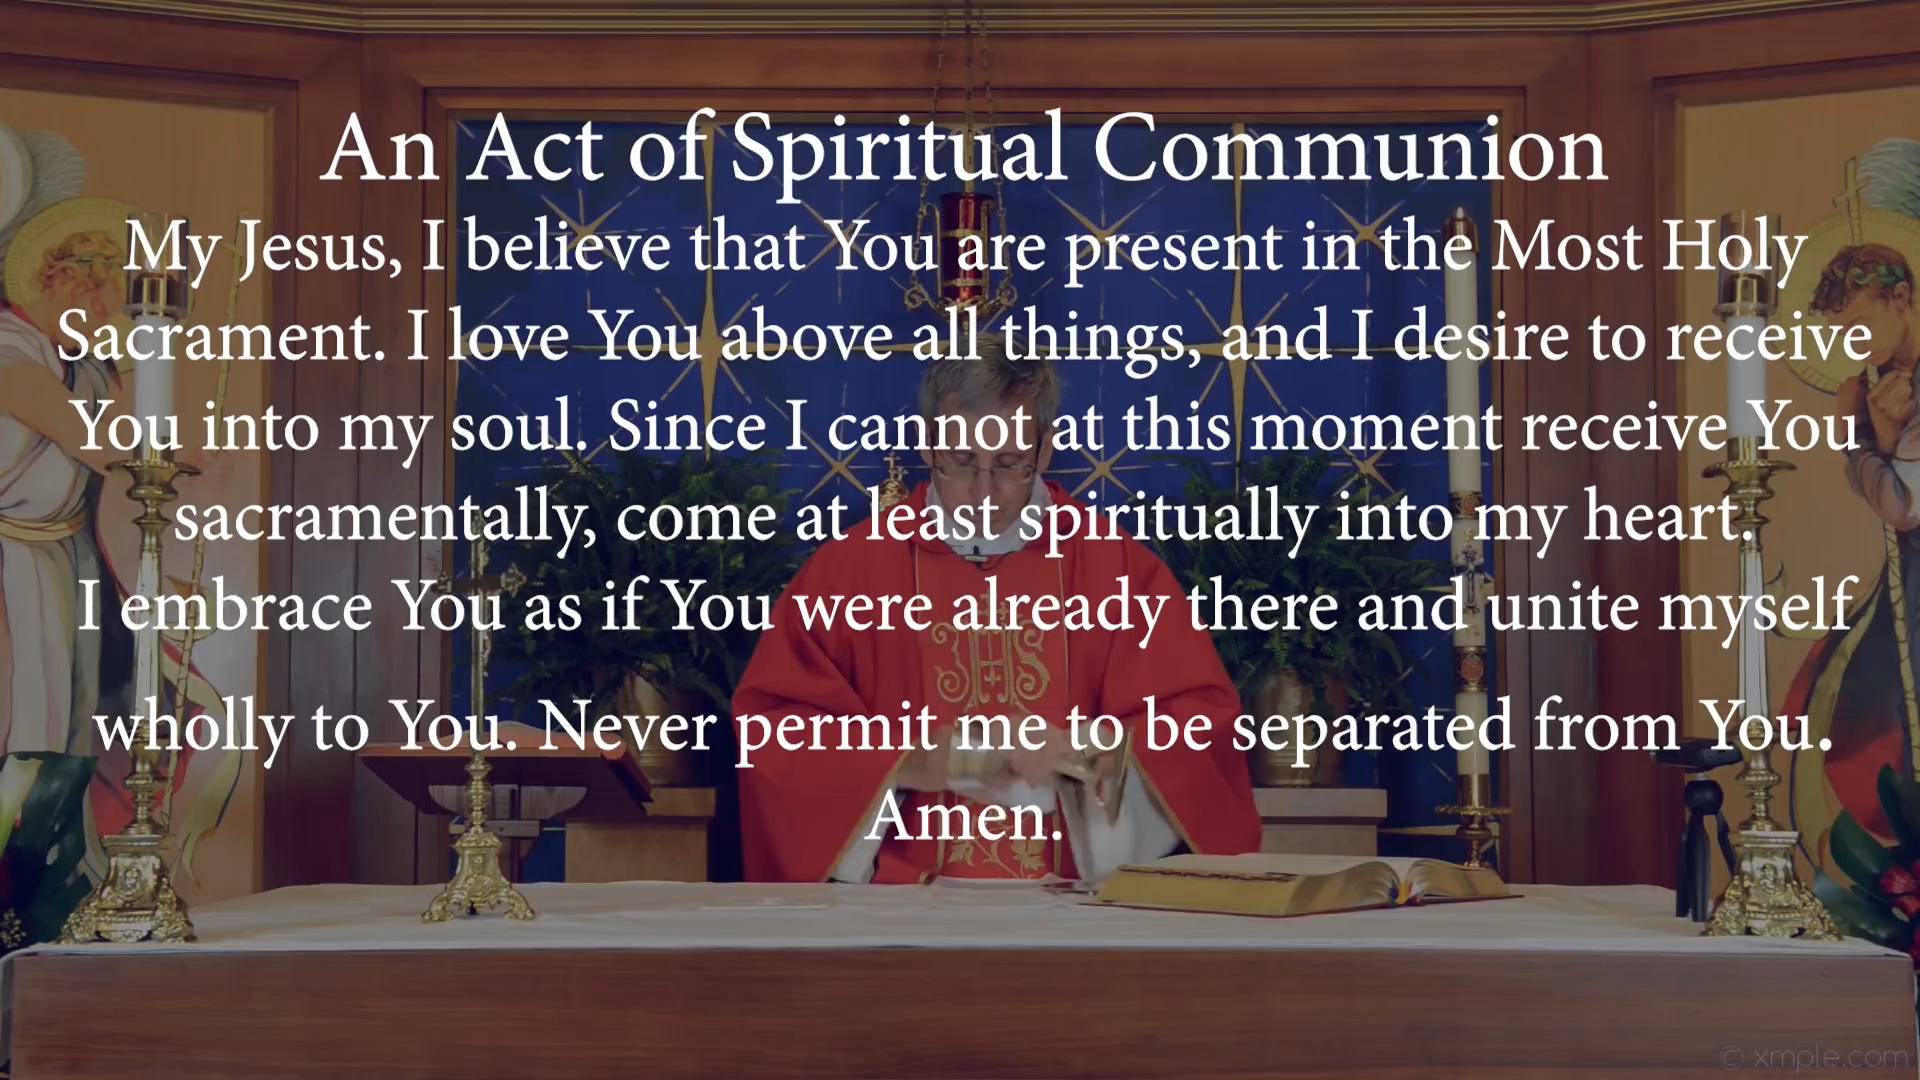 An Act of Spiritual Communion
My Jesus, I believe that You are present in the Most Holy
Sacrament. I love You above all things, and I desire to receive
You into my soul. Since I cannot at this moment receive You
sacramentally, come at least spiritually into my heart.
I embrace You as if You were already there and unite myself
wholly to You. Never permit me to be separated from You.
Amen.
IHS
© xmple.com